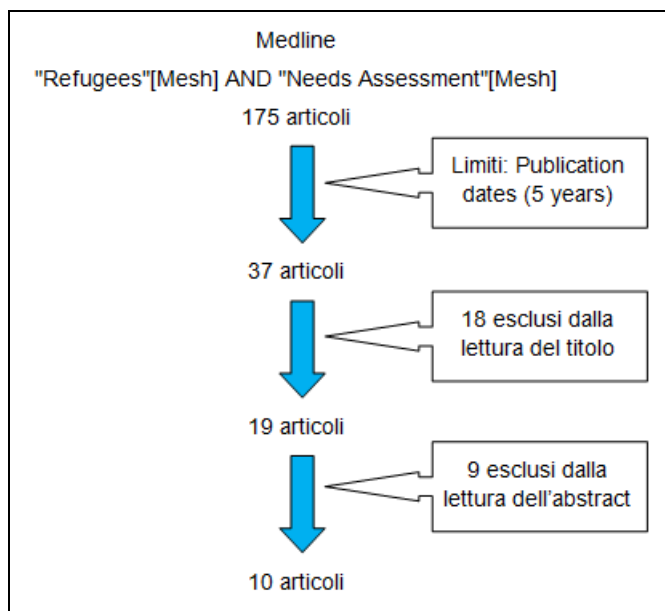 Medline
"Refugees"[Mesh] AND "Needs Assessment"[Mesh]
175 articoli
Limiti: Publication
dates (5 years)
37 articoli
18 esclusi dalla
lettura del titolo
19 articoli
9 esclusi dalla
lettura dell'abstract
10 articoli